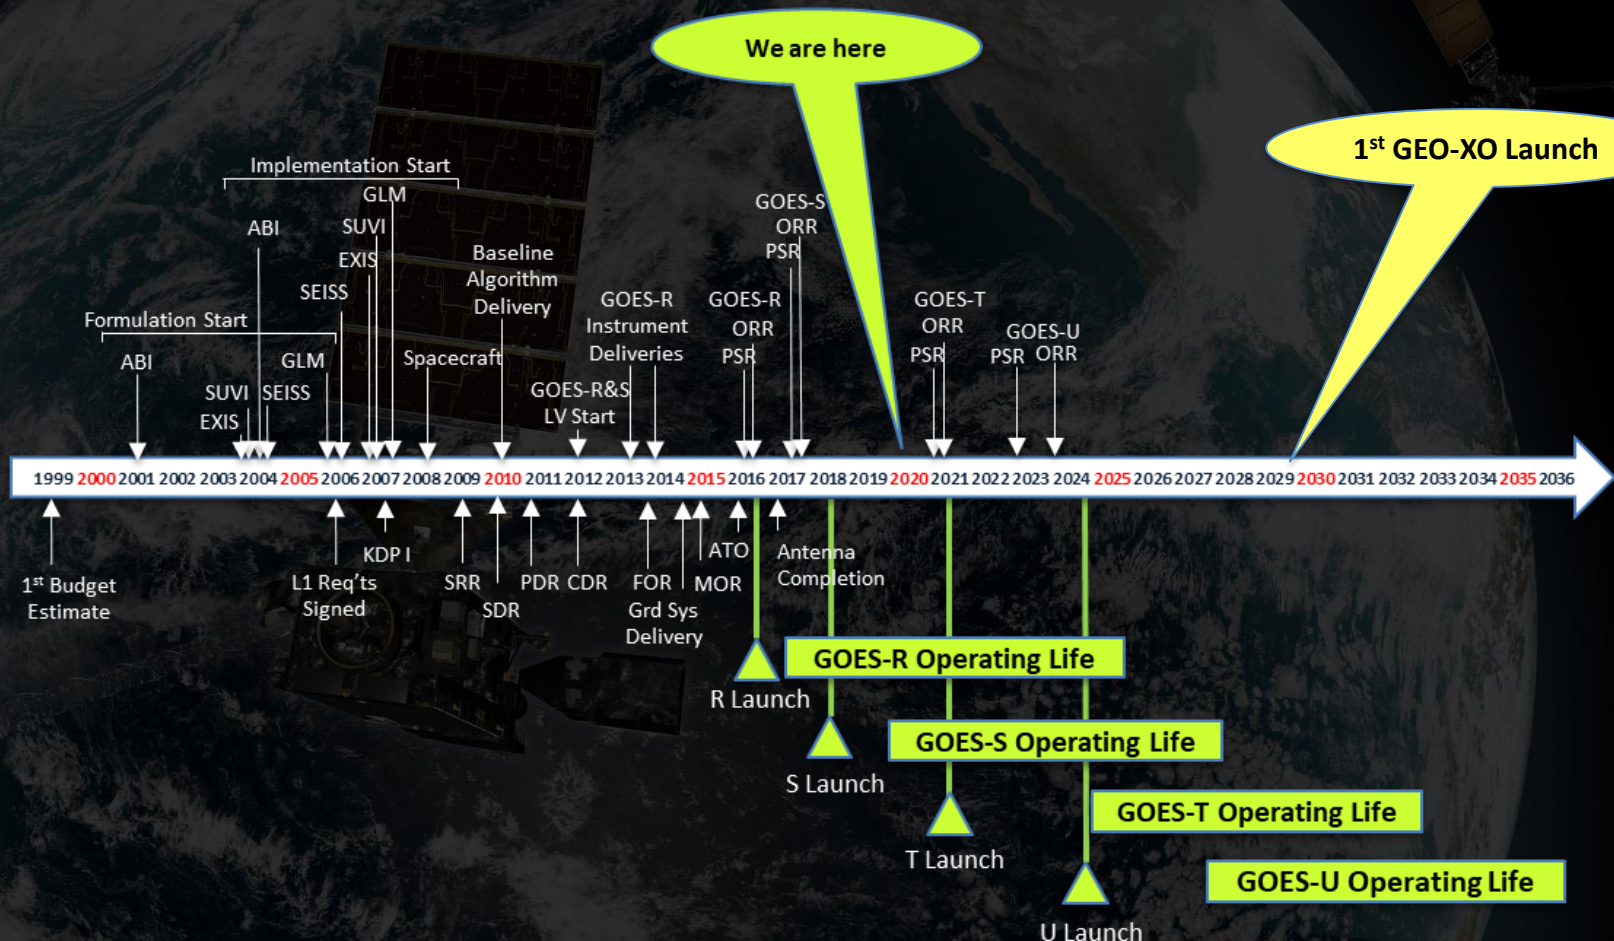 We are here
1st GEO-XO Launch
Implementation Start
GLM
ABI
SUVI
EXIS
SEISS
Formulation Start
ABI
GLM
SUVI
SEISS
EXIS
Spacecraft
Baseline
Algorithm
Delivery
GOES-R&S
LV Start
GOES-R
Instrument
Deliveries
GOES-R
ORR
PSR
GOES-S
ORR
PSR
GOES-T
ORR
PSR
GOES-U
PSR ORR
1999 2000 2001 2002 2003 2004 2005 2006 2007 2008 2009 2010 2011 2012 2013 2014 2015 2016 2017 2018 2019 2020 2021 2022 2023 2024 2025 2026 2027 2028 2029 2030 2031 2032 2033 2034 2035 2036
1st Budget
Estimate
L1 Req'ts
Signed
KDP I
SRR
SDR
PDR
CDR
FOR
Grd Sys
Delivery
MOR
ATO
Antenna
Completion
GOES-R Operating Life
R Launch
GOES-S Operating Life
S Launch
GOES-T Operating Life
T Launch
GOES-U Operating Life
U Launch